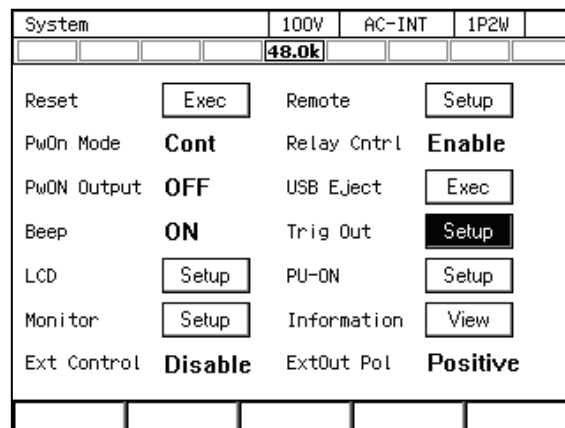 System 100V AC-INT 1P2W
48.0k
Reset Exec Remote Setup
PwOn Mode Cont Relay Cntrl Enable
PwON Output OFF USB Eject Exec
Beep ON Trig Out Setup
LCD Setup PU-ON Setup
Monitor Setup Information View
Ext Control Disable ExtOut Pol Positive